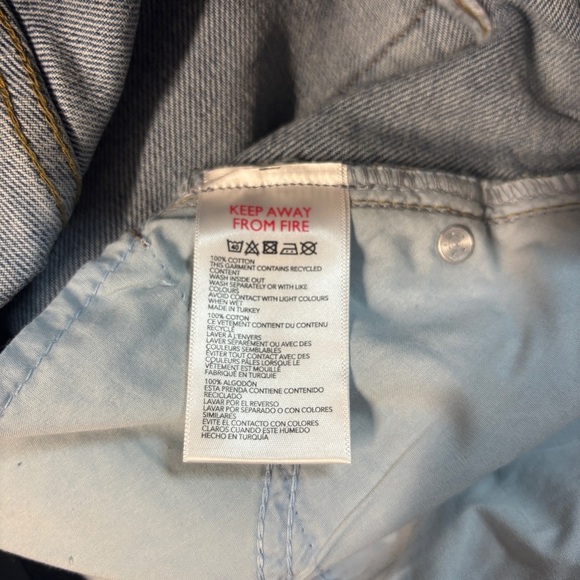 KEEP AWAY
FROM FIRE
40
100% COTTON
THIS GARMENT CONTAINS RECYCLED
CONTENT
WASH INSIDE OUT
WASH SEPARATELY OR WITH LIKE
COLOURS
AVOID CONTACT WITH LIGHT COLOURS
WHEN WET
MADE IN TURKEY
100% COTON
CE VÊTEMENT CONTIENT DU CONTENU
RECYCLÉ
LAVER À L'ENVERS
LAVER SÉPARÉMENT OU AVEC DES
COULEURS SEMBLABLES
ÉVITER TOUT CONTACT AVEC DES
COULEURS PÂLES LORSQUE LE
VÊTEMENT EST MOUILLÉ
FABRIQUÉ EN TURQUIE
100% ALGODÓN
ESTA PRENDA CONTIENE CONTENIDO
RECICLADO
LAVAR POR EL REVERSO
LAVAR POR SEPARADO O CON COLORES
SIMILARES
EVITE EL CONTACTO CON COLORES
CLAROS CUANDO ESTÉ HÚMEDO
HECHO EN TURQUÍA